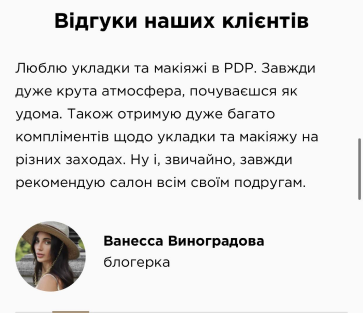 Відгуки наших клієнтів
Люблю укладки та макіяжі в PDP. Завжди
дуже крута атмосфера, почуваєшся як
удома. Також отримую дуже багато
компліментів щодо укладки та макіяжу на
різних заходах. Ну і, звичайно, завжди
рекомендую салон всім своїм подругам.
Ванесса Виноградова
блогерка